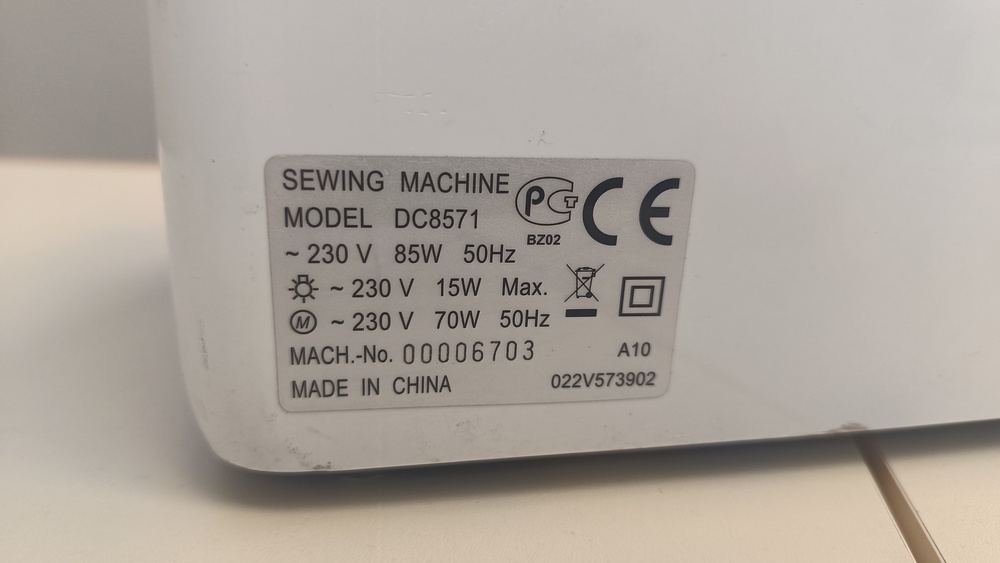 SEWING MACHINE
MODEL DC8571
PCT CE
BZ02
~ 230 V 85W 50Hz
~ 230 V 15W Max.
M ~ 230 V 70W 50Hz
MACH.-No. 00006703 A10
MADE IN CHINA 022V573902